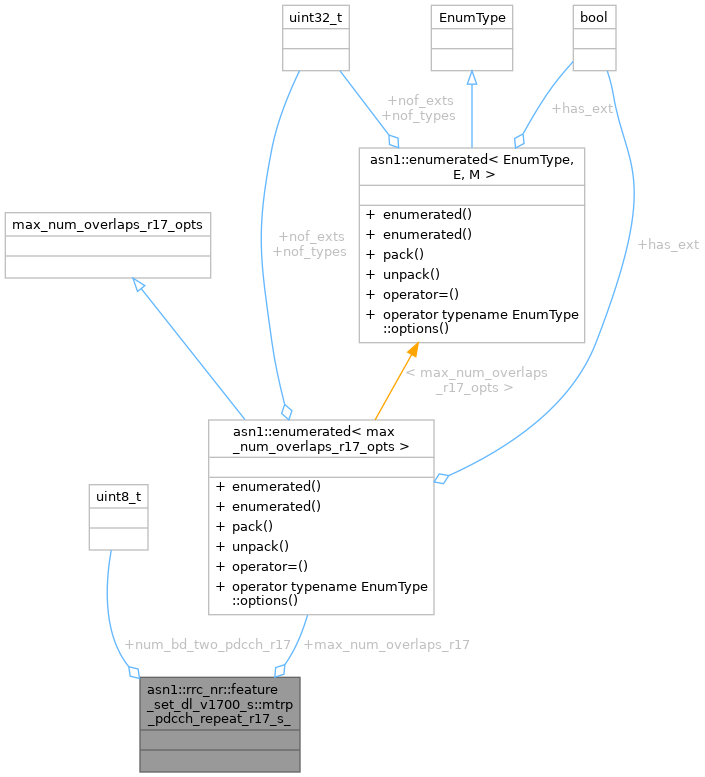 uint32_t
EnumType
bool
+nof_exts
+nof_types
+has_ext
asn1::enumerated< EnumType,
E, M >
+ enumerated()
+ enumerated()
+ pack()
+ unpack()
+ operator=()
+ operator typename EnumType
::options()
max_num_overlaps_r17_opts
+nof_exts
+nof_types
+has_ext
< max_num_overlaps
_r17_opts >
asn1::enumerated< max
_num_overlaps_r17_opts >
+ enumerated()
+ enumerated()
+ pack()
+ unpack()
+ operator=()
+ operator typename EnumType
::options()
uint8_t
+num_bd_two_pdcch_r17
+max_num_overlaps_r17
asn1::rrc_nr::feature
_set_dl_v1700_s::mtrp
_pdcch_repeat_r17_s_